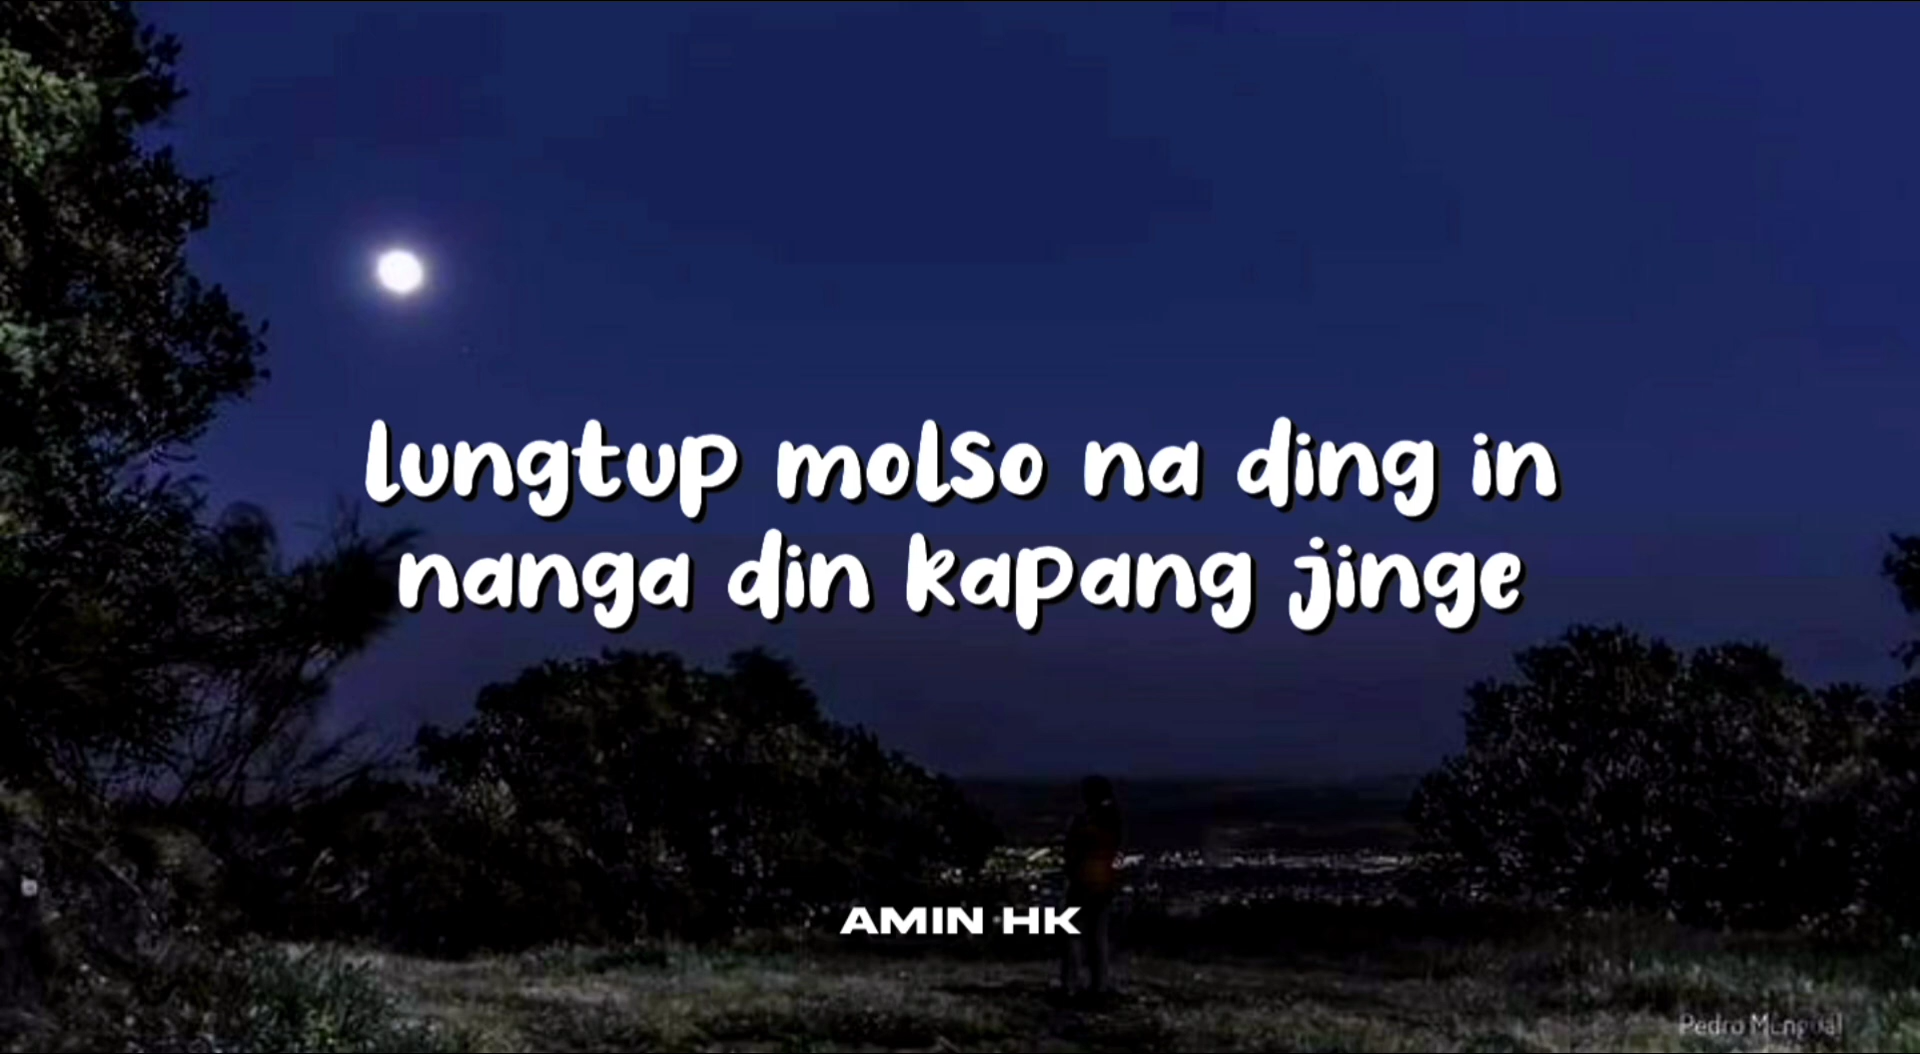 lungtup molso na ding in
nanga din kapang jinge
AMIN HK
Pedro Mengual